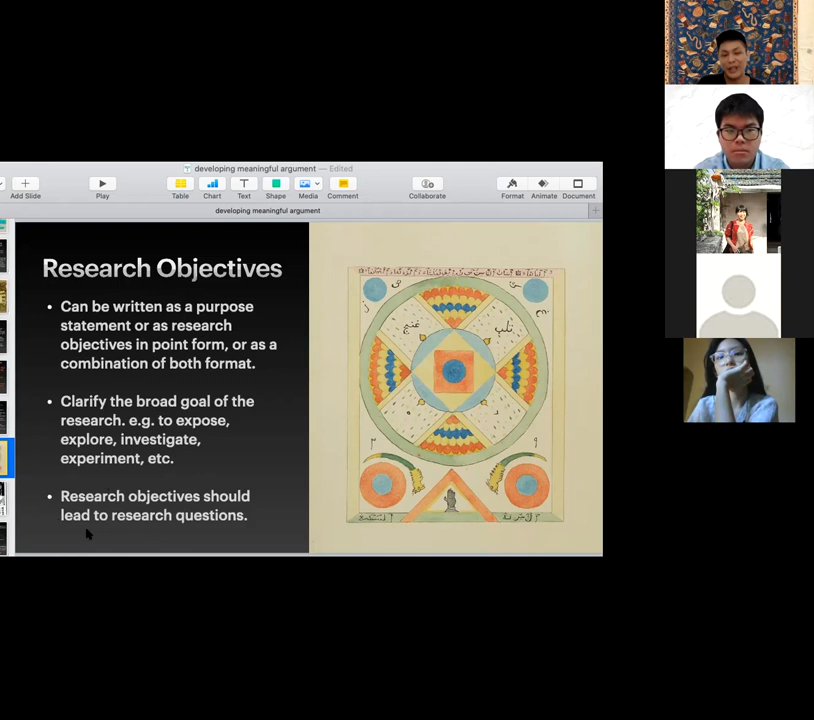 developing meaningful argument — Edited
Add Slide
Play
Table
Chart
Text
Shape
Media
Comment
Collaborate
Format
Animate
Document
developing meaningful argument
Research Objectives
• Can be written as a purpose
statement or as research
objectives in point form, or as a
combination of both format.
• Clarify the broad goal of the
research. e.g. to expose,
explore, investigate,
experiment, etc.
• Research objectives should
lead to research questions.